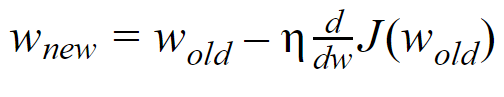 w_new = w_old − η d/dw J(w_old)